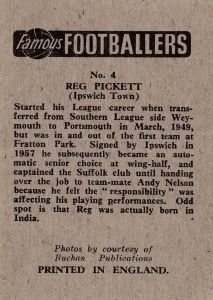 Famous FOOTBALLERS
No. 4
REG PICKETT
(Ipswich Town)
Started his League career when trans-
ferred from Southern League side Wey-
mouth to Portsmouth in March, 1949,
but was in and out of the first team at
Fratton Park. Signed by Ipswich in
1957 he subsequently became an auto-
matic senior choice at wing-half, and
captained the Suffolk club until handing
over the job to team-mate Andy Nelson
because he felt the "responsibility" was
affecting his playing performances. Odd
spot is that Reg was actually born in
India.
Photos by courtesy of
Buchan Publications
PRINTED IN ENGLAND.